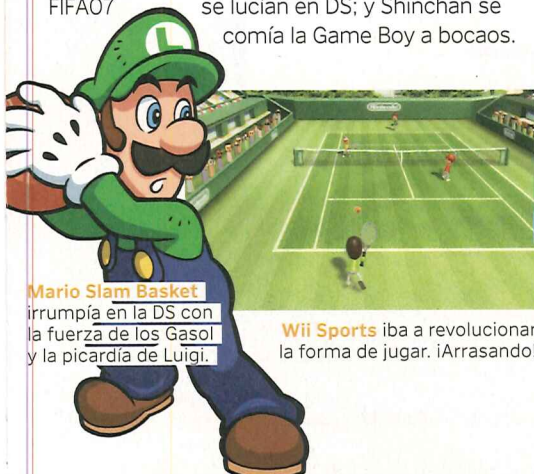 FIFA07
se lucían en DS; y Shinchan se
comía la Game Boy a bocaos.
L
Nintendo
Mario Slam Basket
irrumpía en la DS con
la fuerza de los Gasol
y la picardía de Luigi.
Wii Sports iba a revolucionar
la forma de jugar. ¡Arrasando!